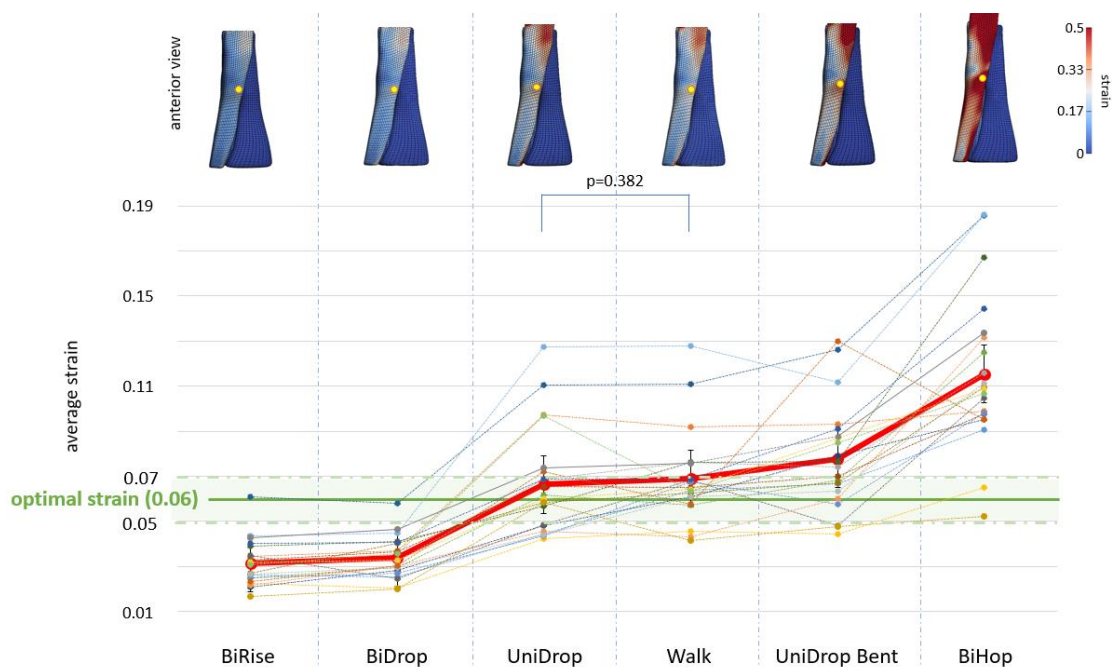 anterior view
0.5
0.33
0.17
0
strain
p=0.382
0.19
0.15
0.11
0.07
optimal strain (0.06)
0.05
0.01
average strain
BiRise
BiDrop
UniDrop
Walk
UniDrop Bent
BiHop